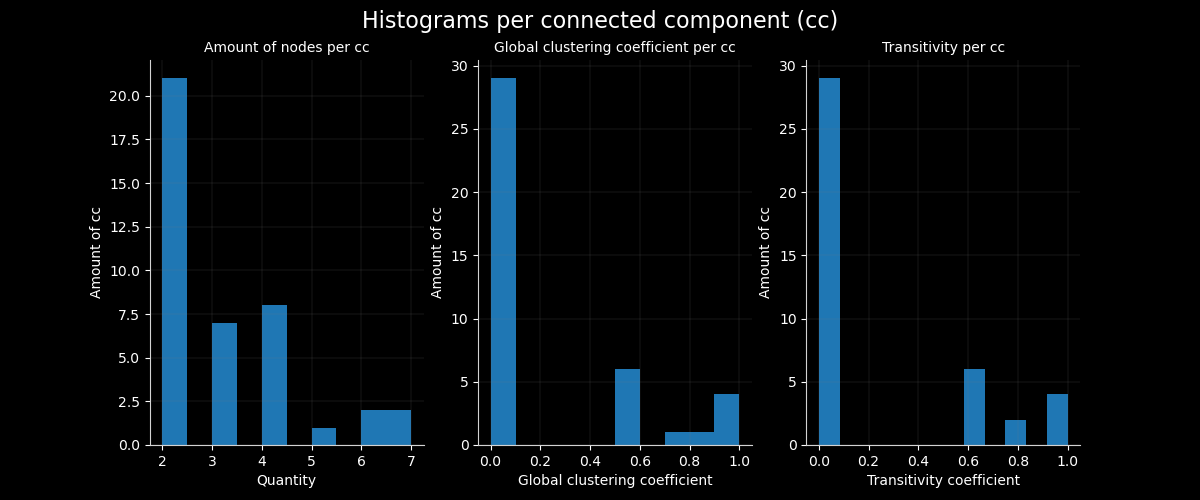 Histograms per connected component (cc)
Amount of nodes per cc
Global clustering coefficient per cc
Transitivity per cc
20.0
17.5
15.0
12.5
10.0
7.5
5.0
2.5
0.0
Amount of cc
2 3 4 5 6 7
Quantity
30
25
20
15
10
5
0
Amount of cc
0.0 0.2 0.4 0.6 0.8 1.0
Global clustering coefficient
30
25
20
15
10
5
0
Amount of cc
0.0 0.2 0.4 0.6 0.8 1.0
Transitivity coefficient